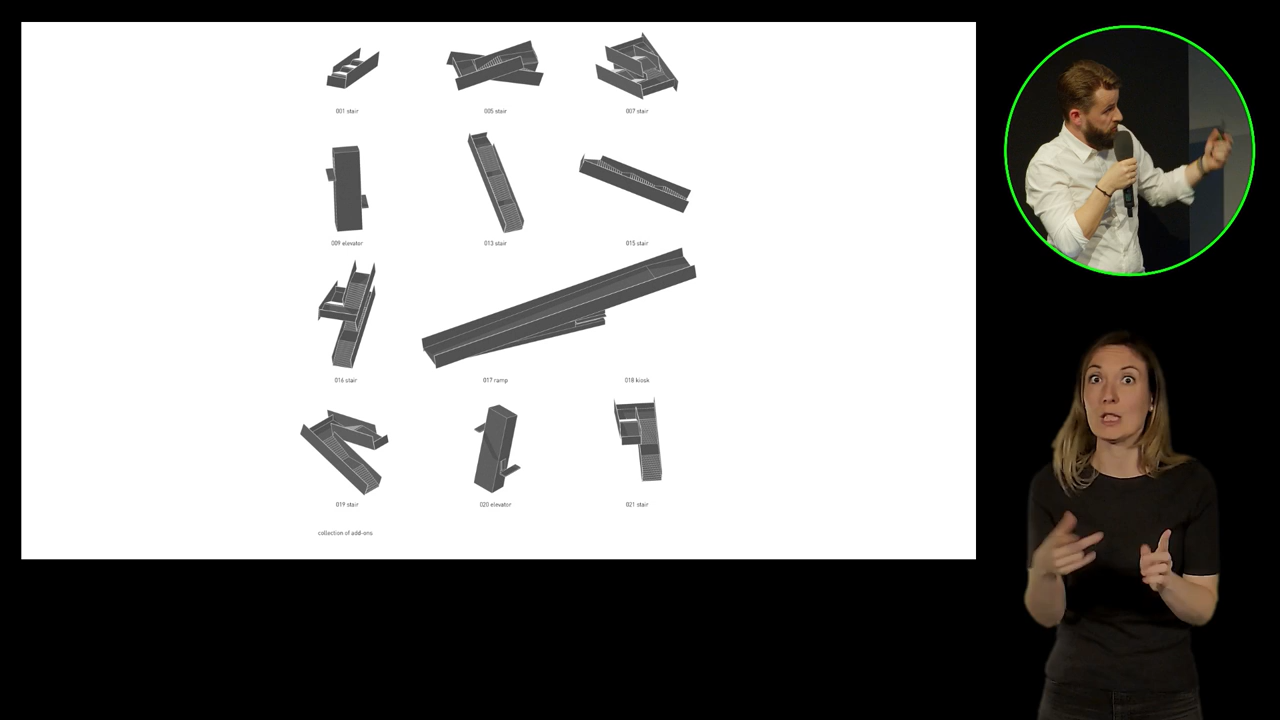 001 stair
005 stair
007 stair
009 elevator
013 stair
015 stair
016 stair
017 ramp
018 kiosk
019 stair
020 elevator
021 stair
collection of add-ons